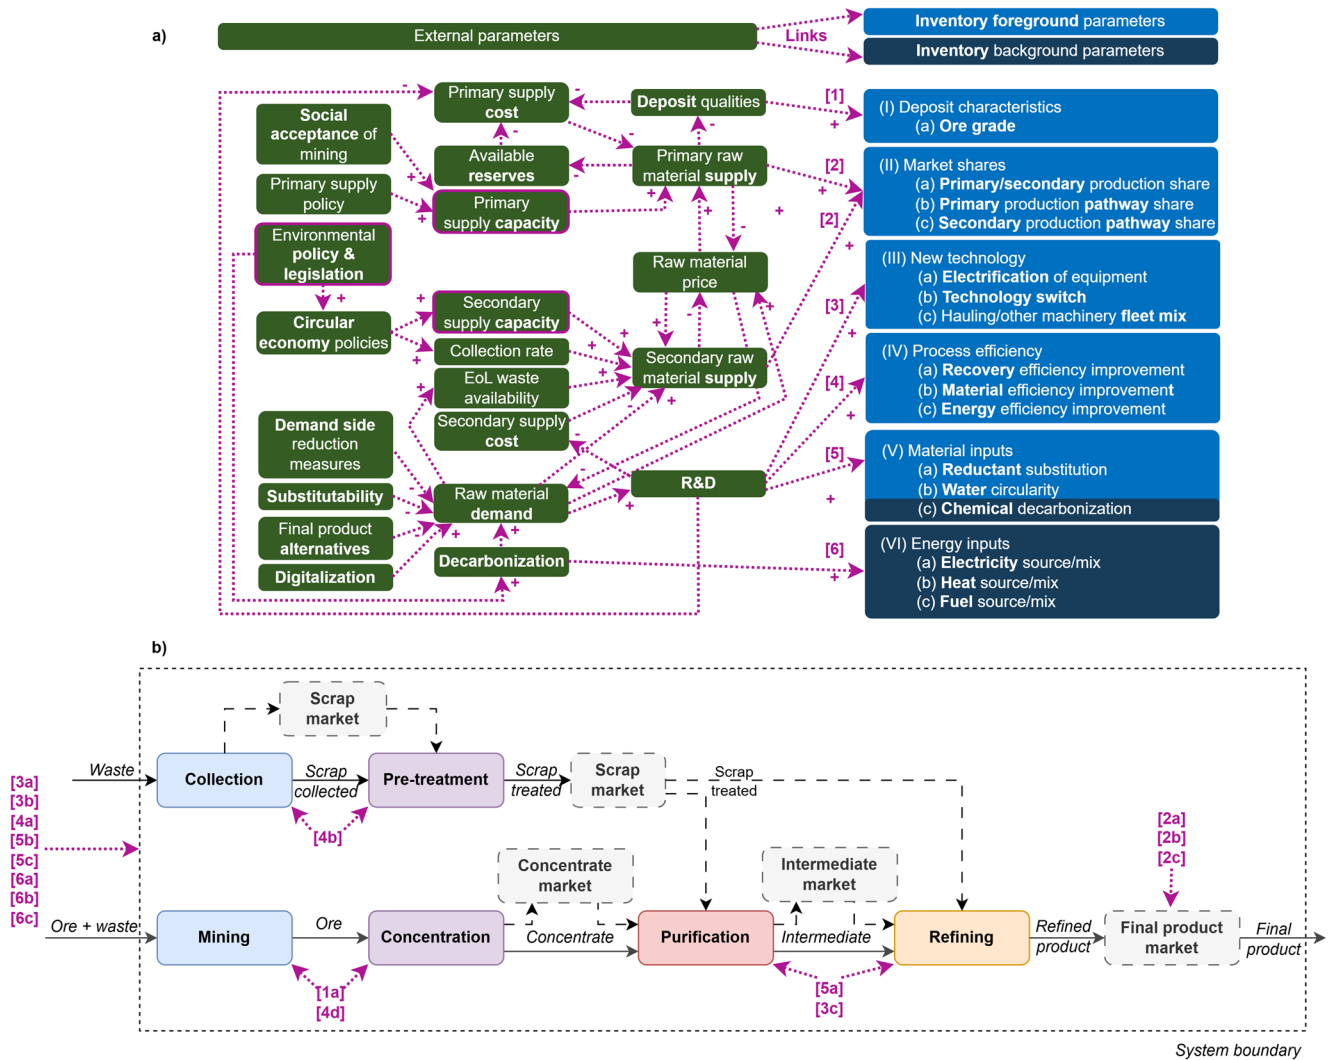 a)
External parameters
Links
Inventory foreground parameters
Inventory background parameters
Primary supply
cost
Deposit qualities
[1]
(I) Deposit characteristics
(a) Ore grade
Social
acceptance of
mining
Available
reserves
Primary raw
material supply
[2]
(II) Market shares
(a) Primary/secondary production share
(b) Primary production pathway share
(c) Secondary production pathway share
Primary supply
policy
Primary
supply capacity
[2]
Environmental
policy &
legislation
Raw material
price
(III) New technology
(a) Electrification of equipment
(b) Technology switch
(c) Hauling/other machinery fleet mix
[3]
Circular
economy policies
Secondary
supply capacity
Collection rate
Secondary raw
material supply
(IV) Process efficiency
(a) Recovery efficiency improvement
(b) Material efficiency improvement
(c) Energy efficiency improvement
[4]
EoL waste
availability
Secondary supply
cost
Demand side
reduction
measures
[5]
(V) Material inputs
(a) Reductant substitution
(b) Water circularity
(c) Chemical decarbonization
R&D
Substitutability
Raw material
demand
Final product
alternatives
Decarbonization
[6]
(VI) Energy inputs
(a) Electricity source/mix
(b) Heat source/mix
(c) Fuel source/mix
Digitalization
- - - - - - - - - - - - -
+ + + + + + + + + + + + + + + + + + + + + + + + + + + +
b)
Scrap
market
Waste
Collection
Scrap
collected
Pre-treatment
Scrap
treated
Scrap
market
Scrap
treated
[3a]
[3b]
[4a]
[5b]
[5c]
[6a]
[6b]
[6c]
[4b]
[2a]
[2b]
[2c]
Concentrate
market
Intermediate
market
Ore + waste
Mining
Ore
Concentration
Concentrate
Purification
Intermediate
Refining
Refined
product
Final product
market
Final
product
[1a]
[4d]
[5a]
[3c]
System boundary